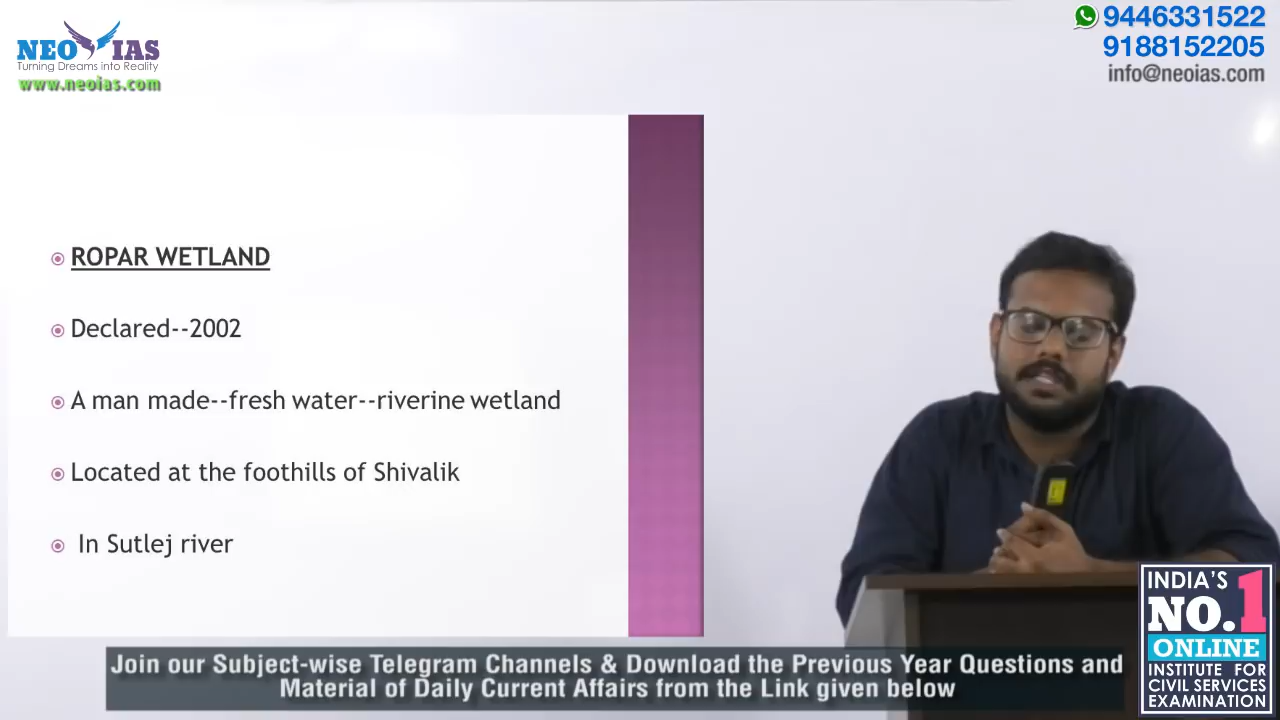 NEO IAS
Turning Dreams into Reality
www.neoias.com
9446331522
9188152205
info@neoias.com
ROPAR WETLAND
Declared--2002
A man made--fresh water--riverine wetland
Located at the foothills of Shivalik
In Sutlej river
INDIA'S
NO.1
ONLINE
INSTITUTE FOR
CIVIL SERVICES
EXAMINATION
Join our Subject-wise Telegram Channels & Download the Previous Year Questions and
Material of Daily Current Affairs from the Link given below